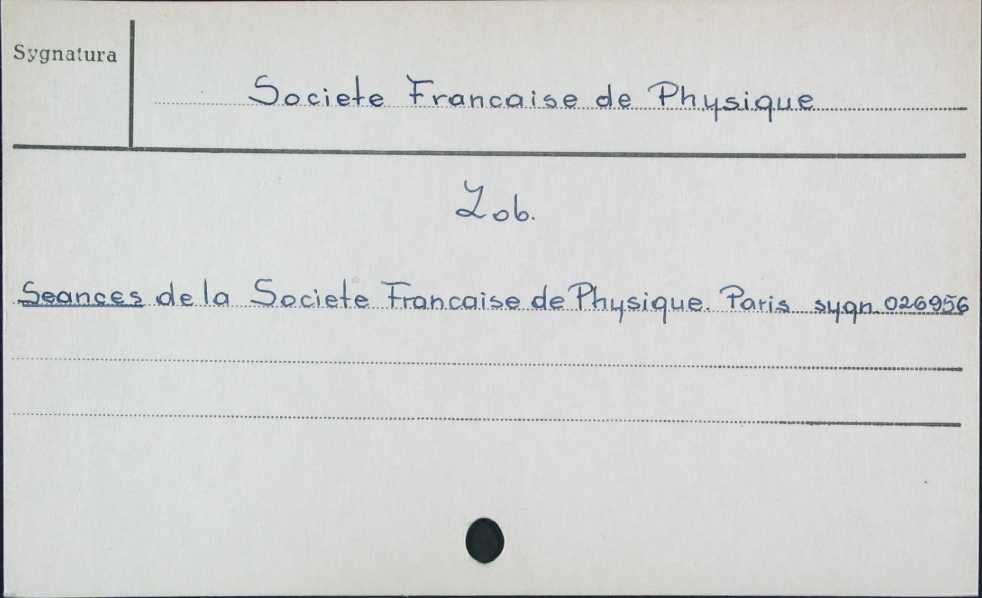 Sygnatura
Societe Francaise de Physique
Zob.
Seances de la Societe Francaise de Physique. Paris sygn. 026956